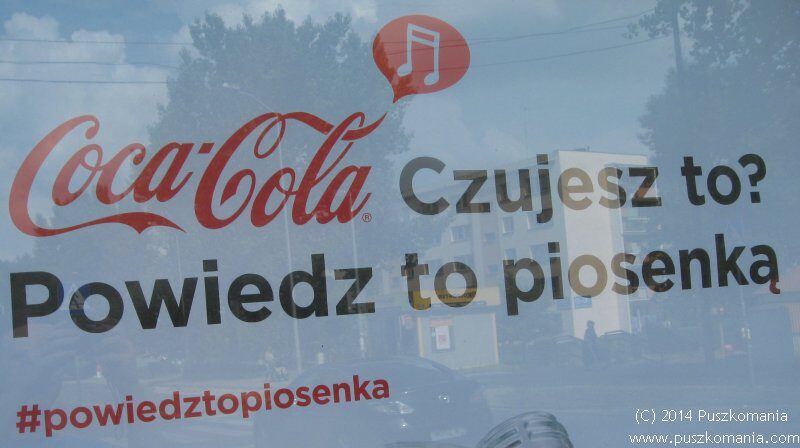 Coca-Cola® Czujesz to?
Powiedz to piosenką
#powiedztopiosenka
(C) 2014 Puszkomania
www.puszkomania.com